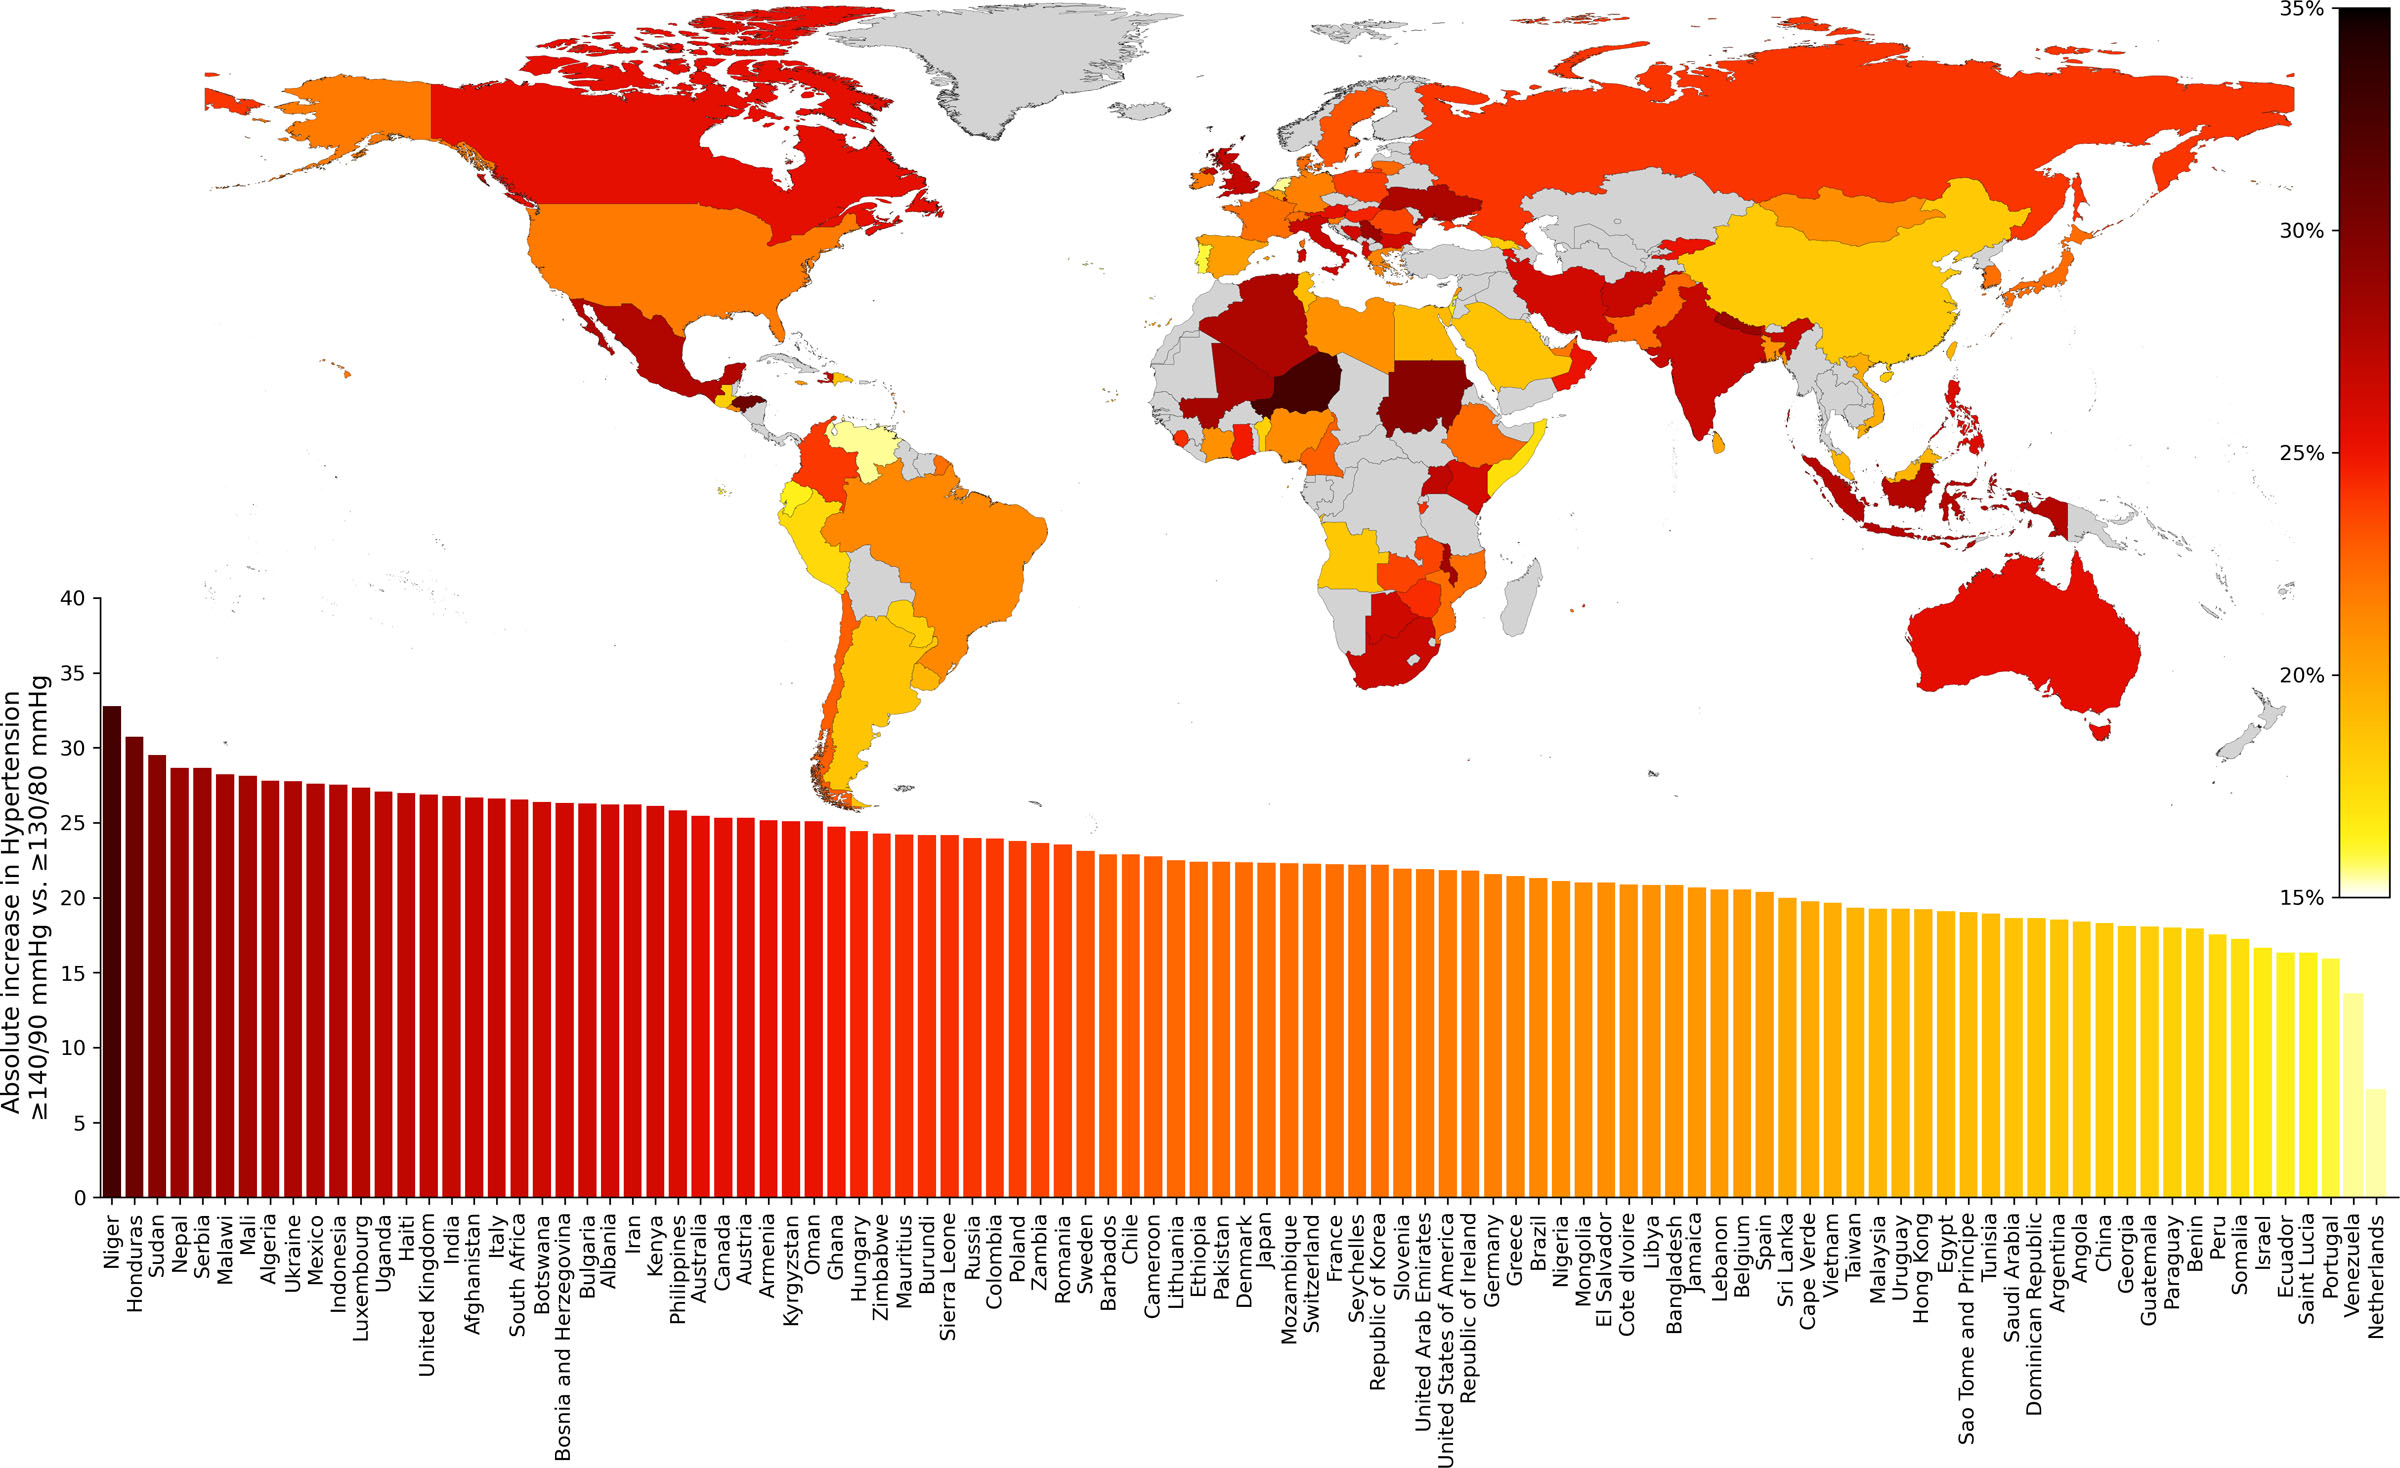 35%
30%
25%
20%
15%
Absolute increase in Hypertension
≥140/90 mmHg vs. ≥130/80 mmHg
40
35
30
25
20
15
10
5
0
Niger
Honduras
Sudan
Nepal
Serbia
Malawi
Mali
Algeria
Ukraine
Mexico
Indonesia
Luxembourg
Uganda
Haiti
United Kingdom
India
Afghanistan
Italy
South Africa
Botswana
Bosnia and Herzegovina
Bulgaria
Albania
Iran
Kenya
Philippines
Australia
Canada
Austria
Armenia
Kyrgyzstan
Oman
Ghana
Hungary
Zimbabwe
Mauritius
Burundi
Sierra Leone
Russia
Colombia
Poland
Zambia
Romania
Sweden
Barbados
Chile
Cameroon
Lithuania
Ethiopia
Pakistan
Denmark
Japan
Mozambique
Switzerland
France
Seychelles
Republic of Korea
Slovenia
United Arab Emirates
United States of America
Republic of Ireland
Germany
Greece
Brazil
Nigeria
Mongolia
El Salvador
Cote dIvoire
Libya
Bangladesh
Jamaica
Lebanon
Belgium
Spain
Sri Lanka
Cape Verde
Vietnam
Taiwan
Malaysia
Uruguay
Hong Kong
Egypt
Sao Tome and Principe
Tunisia
Saudi Arabia
Dominican Republic
Argentina
Angola
China
Georgia
Guatemala
Paraguay
Benin
Peru
Somalia
Israel
Ecuador
Saint Lucia
Portugal
Venezuela
Netherlands